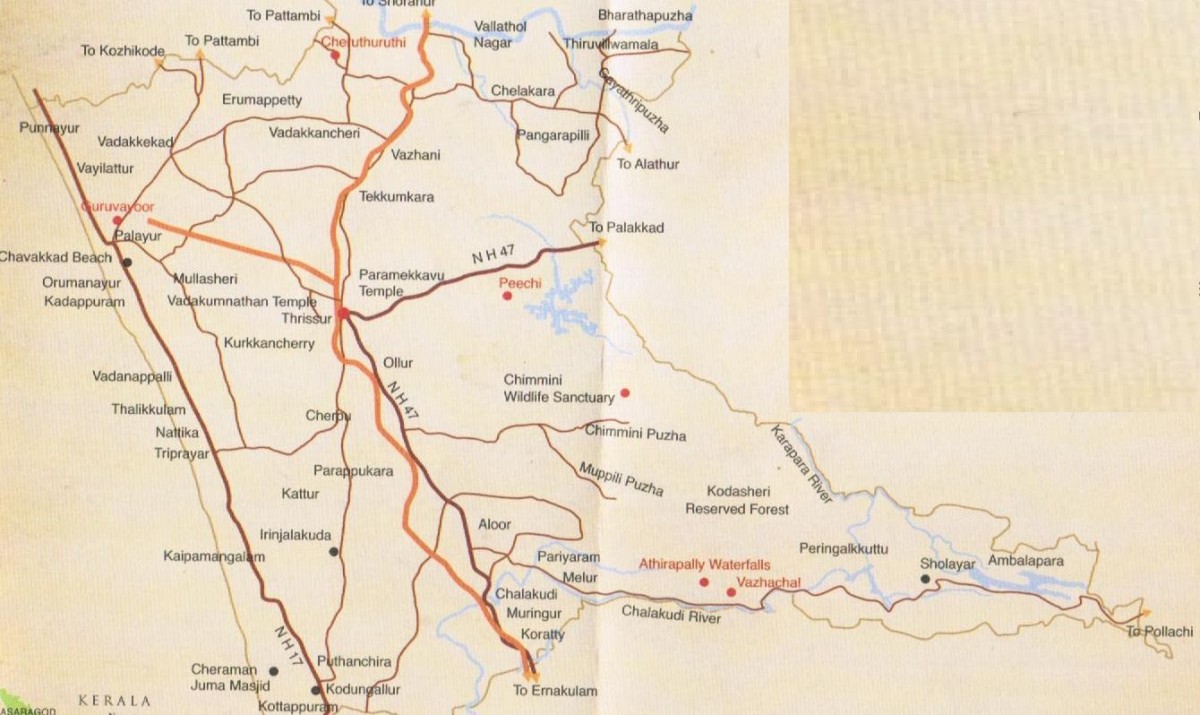 To Shoranur
To Pattambi
Bharathapuzha
Vallathol
Nagar
Cheruthuruthi
To Pattambi
Thiruvillwamala
To Kozhikode
Gayathripuzha
Chelakara
Erumappetty
Punnayur
Vadakkancheri
Pangarapilli
Vadakkekad
Vazhani
To Alathur
Vayilattur
Tekkumkara
Guruvayoor
To Palakkad
Palayur
N H 47
Chavakkad Beach
Paramekkavu
Temple
Mullasheri
Orumanayur
Peechi
Kadappuram
Vadakumnathan Temple
Thrissur
Kurkkancherry
Ollur
Vadanappalli
Chimmini
Wildlife Sanctuary
N H 47
Thalikkulam
Cherpu
Nattika
Chimmini Puzha
Triprayar
Karapara River
Parappukara
Muppili Puzha
Kattur
Kodasheri
Reserved Forest
Aloor
Irinjalakuda
Peringalkkuttu
Kaipamangalam
Pariyaram
Athirapally Waterfalls
Sholayar
Ambalapara
Melur
Vazhachal
Chalakudi
Muringur
Chalakudi River
Koratty
To Pollachi
N H 17
Puthanchira
Cheraman
Juma Masjid
Kodungallur
To Ernakulam
KERALA
Kottappuram
ASARAGOD